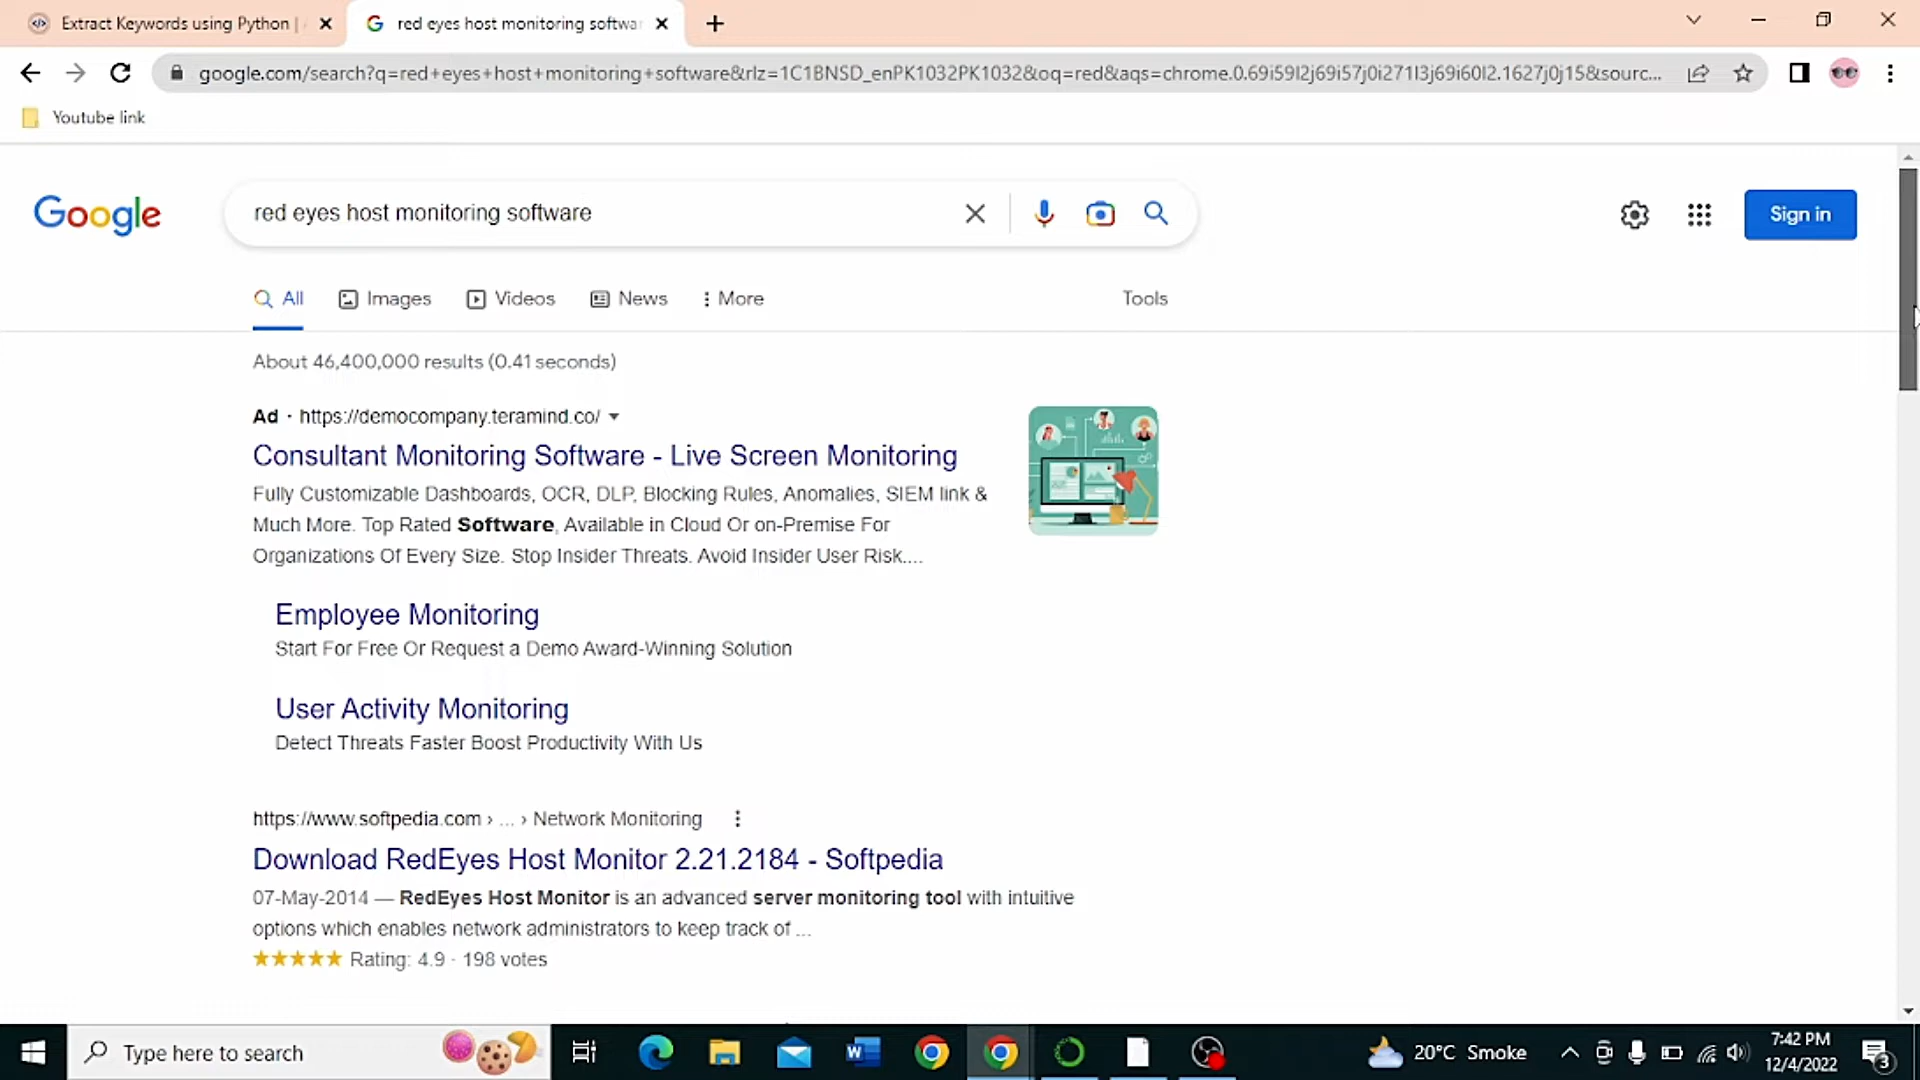 Extract Keywords using Python |
red eyes host monitoring softwa
google.com/search?q=red+eyes+host+monitoring+software&rlz=1C1BNSD_enPK1032PK1032&oq=red&aqs=chrome.0.69i59l2j69i57j0i271l3j69i60l2.1627j0j15&sourc...
Youtube link
Google
red eyes host monitoring software
Sign in
All
Images
Videos
News
More
Tools
About 46,400,000 results (0.41 seconds)
Ad · https://democompany.teramind.co/
Consultant Monitoring Software - Live Screen Monitoring
Fully Customizable Dashboards, OCR, DLP, Blocking Rules, Anomalies, SIEM link &
Much More. Top Rated Software, Available in Cloud Or on-Premise For
Organizations Of Every Size. Stop Insider Threats. Avoid Insider User Risk....
Employee Monitoring
Start For Free Or Request a Demo Award-Winning Solution
User Activity Monitoring
Detect Threats Faster Boost Productivity With Us
https://www.softpedia.com › ... › Network Monitoring
Download RedEyes Host Monitor 2.21.2184 - Softpedia
07-May-2014 — RedEyes Host Monitor is an advanced server monitoring tool with intuitive
options which enables network administrators to keep track of ...
Rating: 4.9 · 198 votes
Type here to search
20°C Smoke
7:42 PM
12/4/2022
3